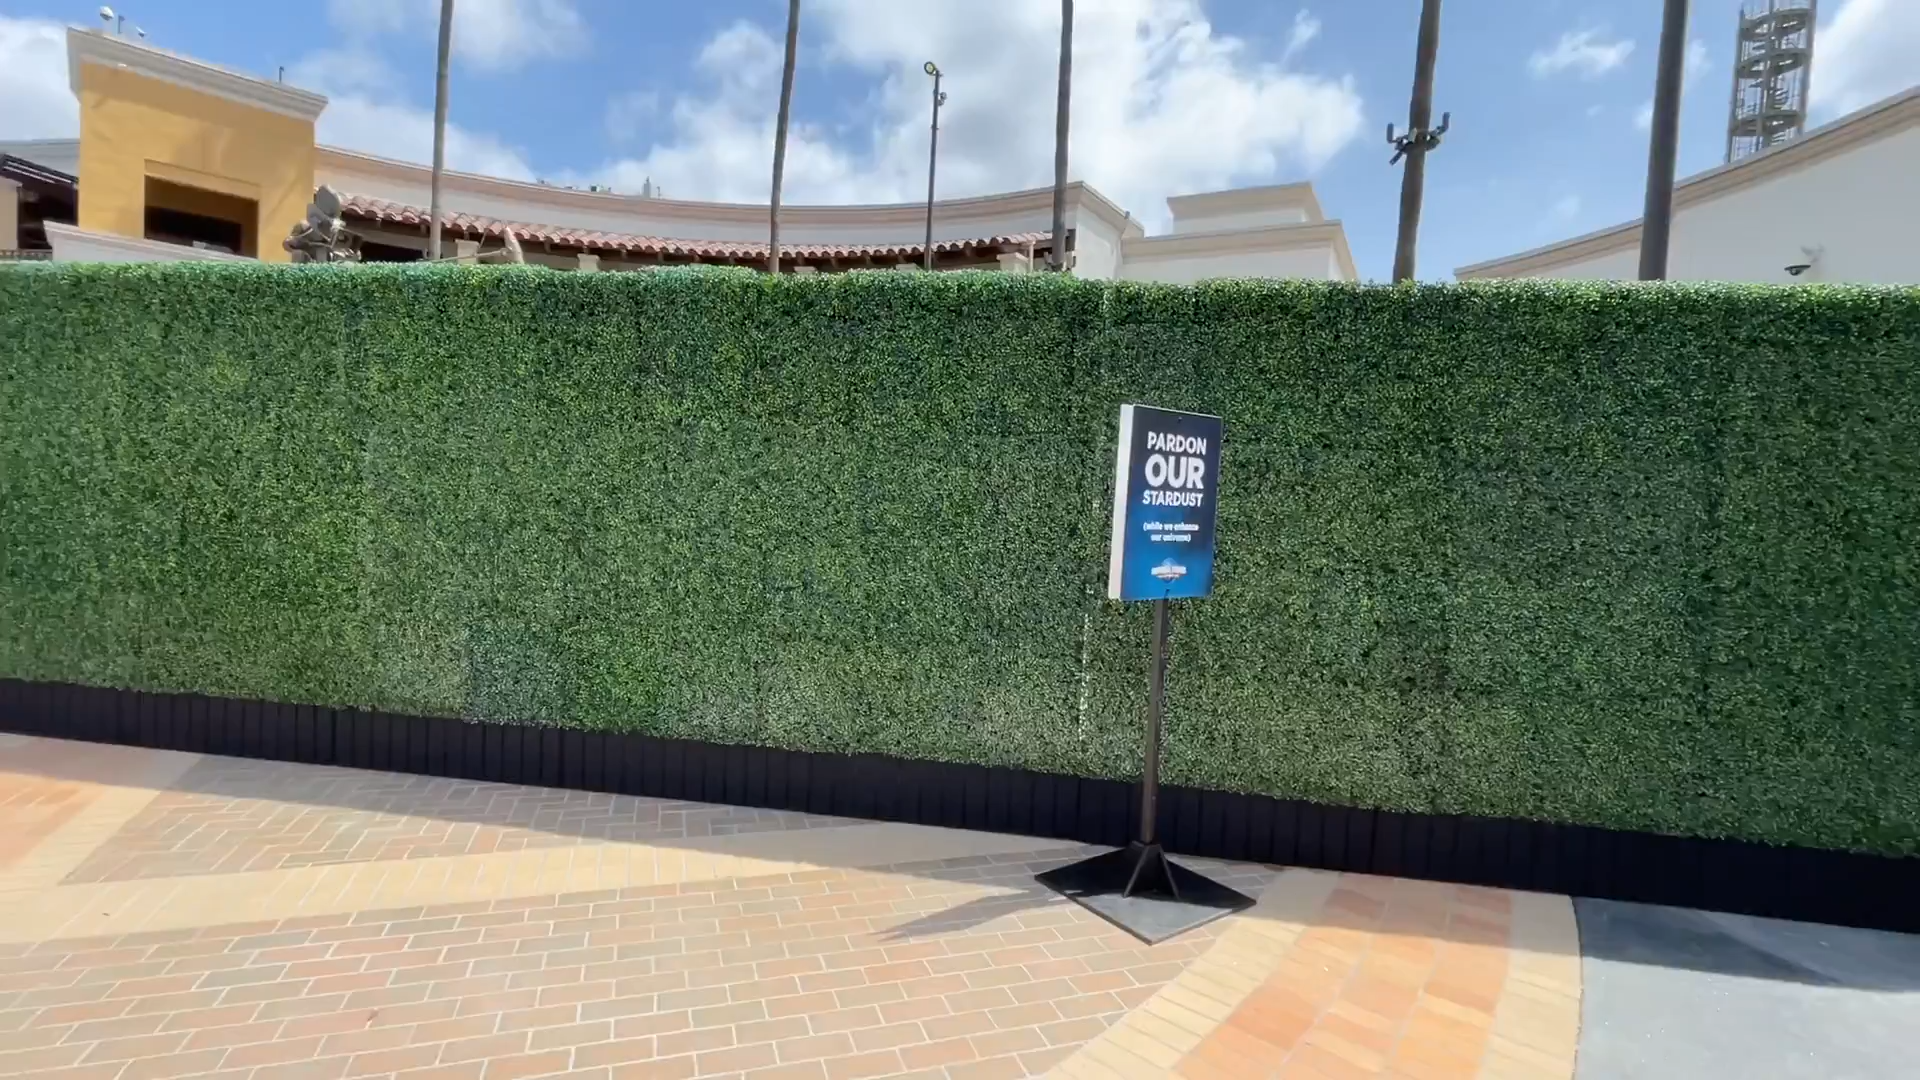 PARDON
OUR
STARDUST
(while we enhance
our universe)